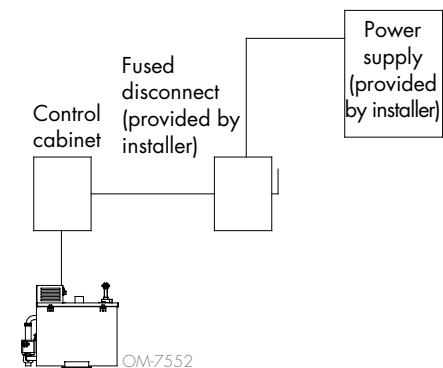 Power
supply
(provided
by installer)
Fused
disconnect
(provided by
installer)
Control
cabinet
OM-7552